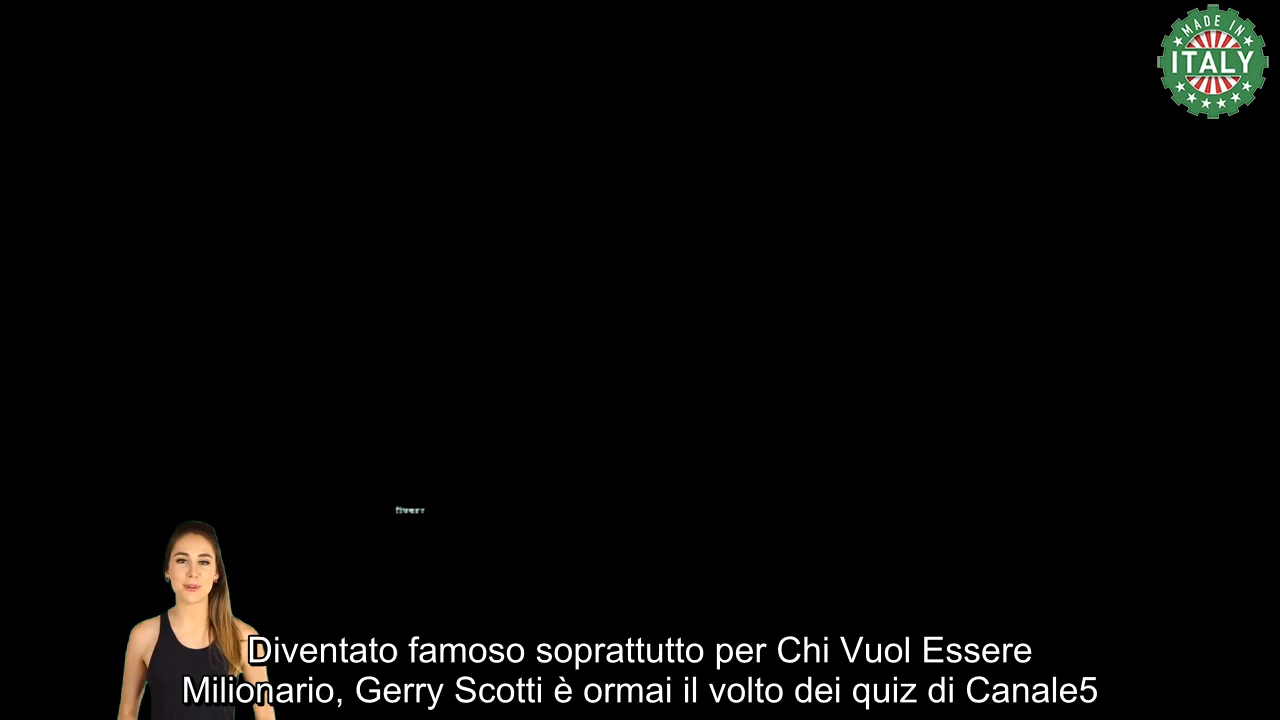 MADE IN
ITALY
fiverr
Diventato famoso soprattutto per Chi Vuol Essere
Milionario, Gerry Scotti è ormai il volto dei quiz di Canale5